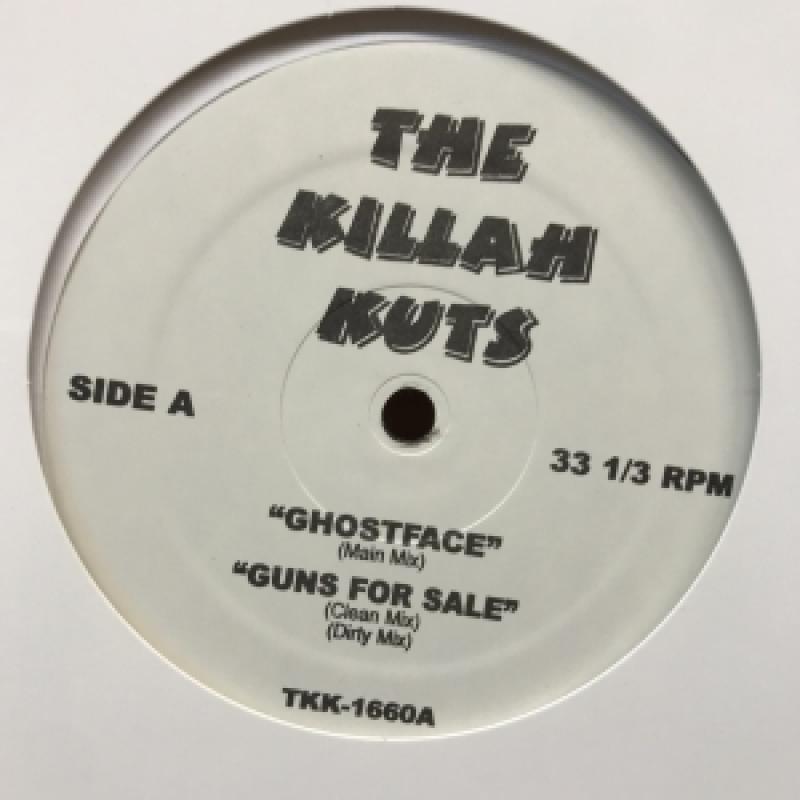 THE
KILLAH
KUTS
SIDE A
33 1/3 RPM
“GHOSTFACE”
(Main Mix)
“GUNS FOR SALE”
(Clean Mix)
(Dirty Mix)
TKK-1660A